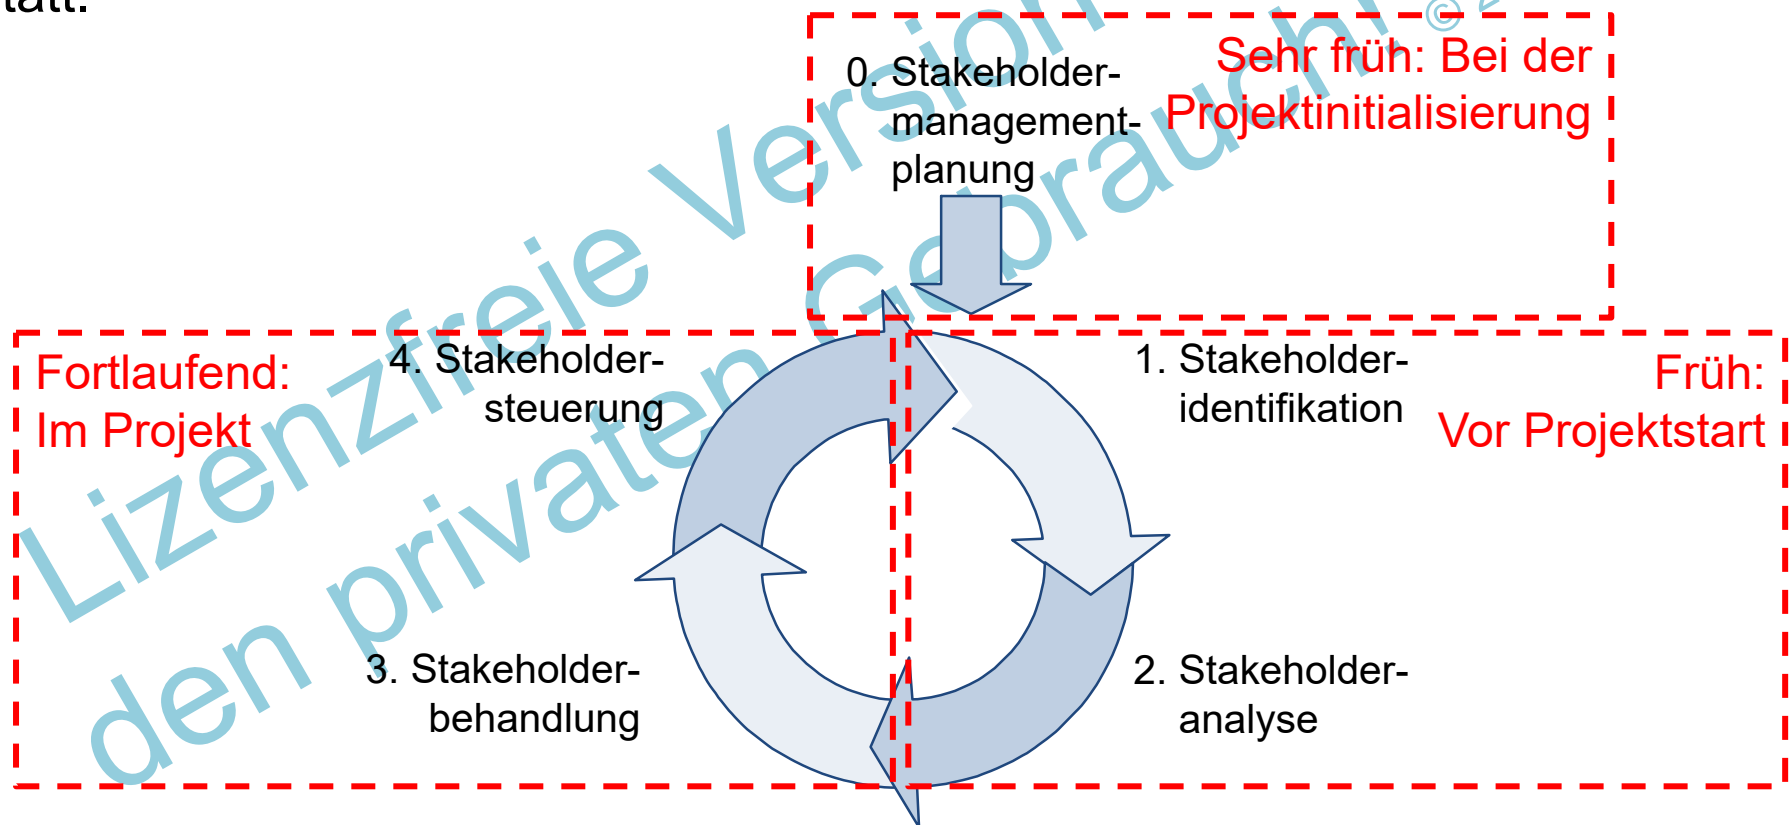 0. Stakeholder-
management-
planung
Sehr früh: Bei der
Projektinitialisierung
Fortlaufend:
Im Projekt
4. Stakeholder-
steuerung
1. Stakeholder-
identifikation
Früh:
Vor Projektstart
3. Stakeholder-
behandlung
2. Stakeholder-
analyse
Lizenzfreie Version
den privaten Gebrauch! ©